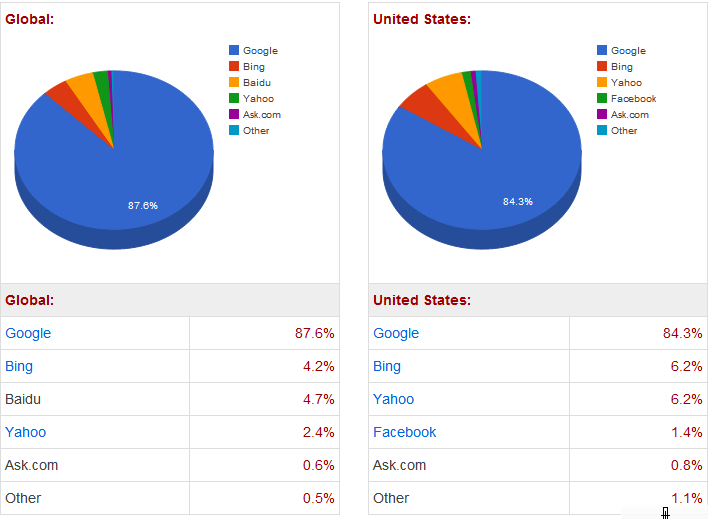 Global:
Google
Bing
Baidu
Yahoo
Ask.com
Other
87.6%
Global:
Google 87.6%
Bing 4.2%
Baidu 4.7%
Yahoo 2.4%
Ask.com 0.6%
Other 0.5%
United States:
Google
Bing
Yahoo
Facebook
Ask.com
Other
84.3%
United States:
Google 84.3%
Bing 6.2%
Yahoo 6.2%
Facebook 1.4%
Ask.com 0.8%
Other 1.1%